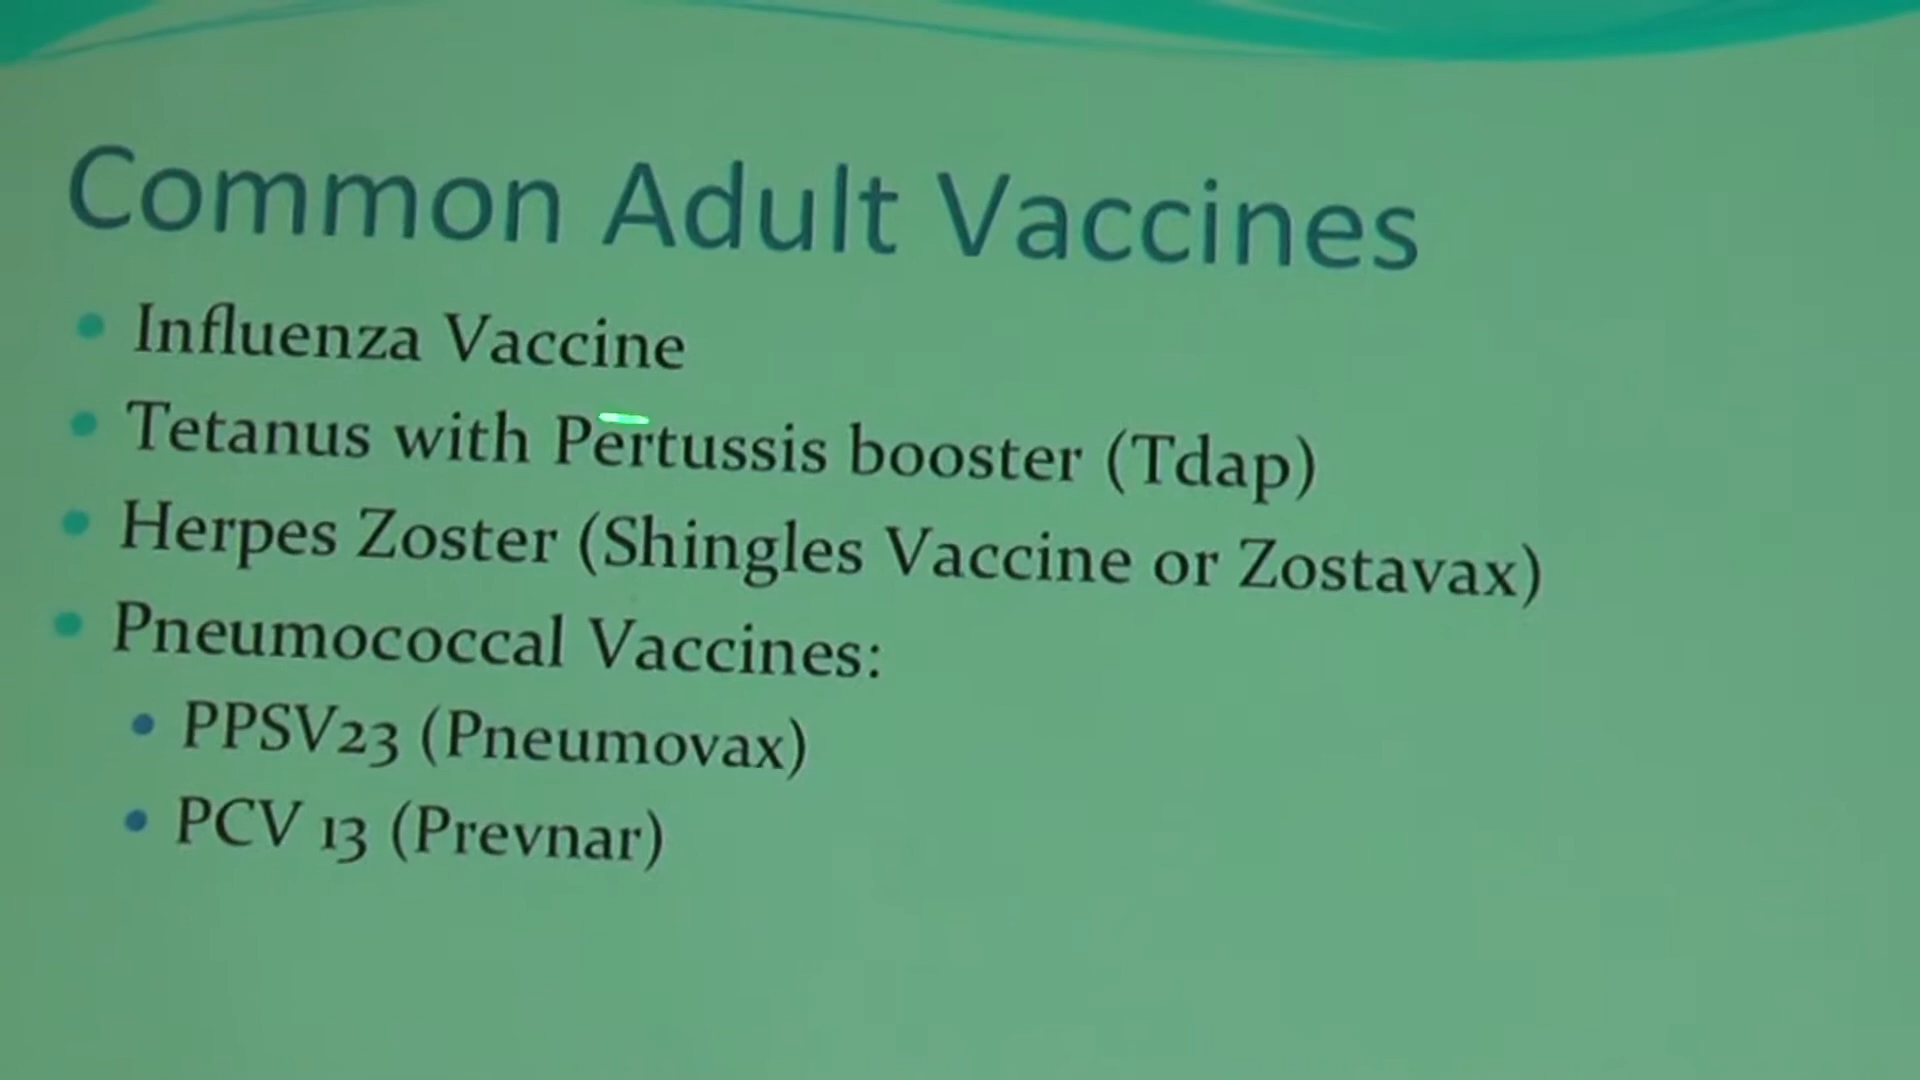 Common Adult Vaccines
Influenza Vaccine
Tetanus with Pertussis booster (Tdap)
Herpes Zoster (Shingles Vaccine or Zostavax)
Pneumococcal Vaccines:
PPSV23 (Pneumovax)
PCV 13 (Prevnar)